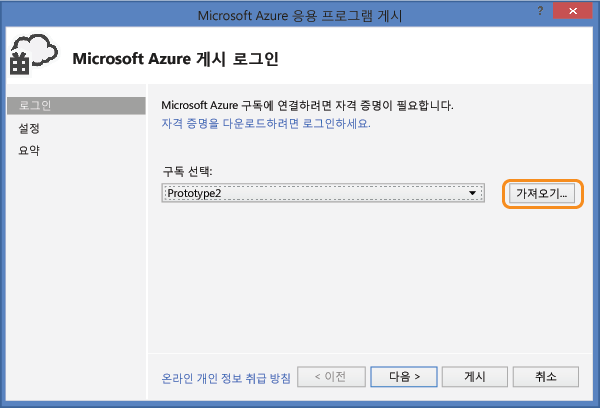 Microsoft Azure 응용 프로그램 게시
?
Microsoft Azure 게시 로그인
로그인
설정
요약
Microsoft Azure 구독에 연결하려면 자격 증명이 필요합니다.
자격 증명을 다운로드하려면 로그인하세요.
구독 선택:
Prototype2
가져오기...
온라인 개인 정보 취급 방침
< 이전
다음 >
게시
취소